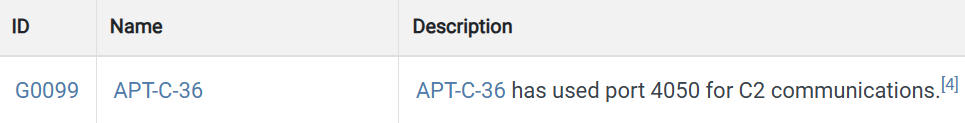 ID Name Description
G0099 APT-C-36 APT-C-36 has used port 4050 for C2 communications.[4]